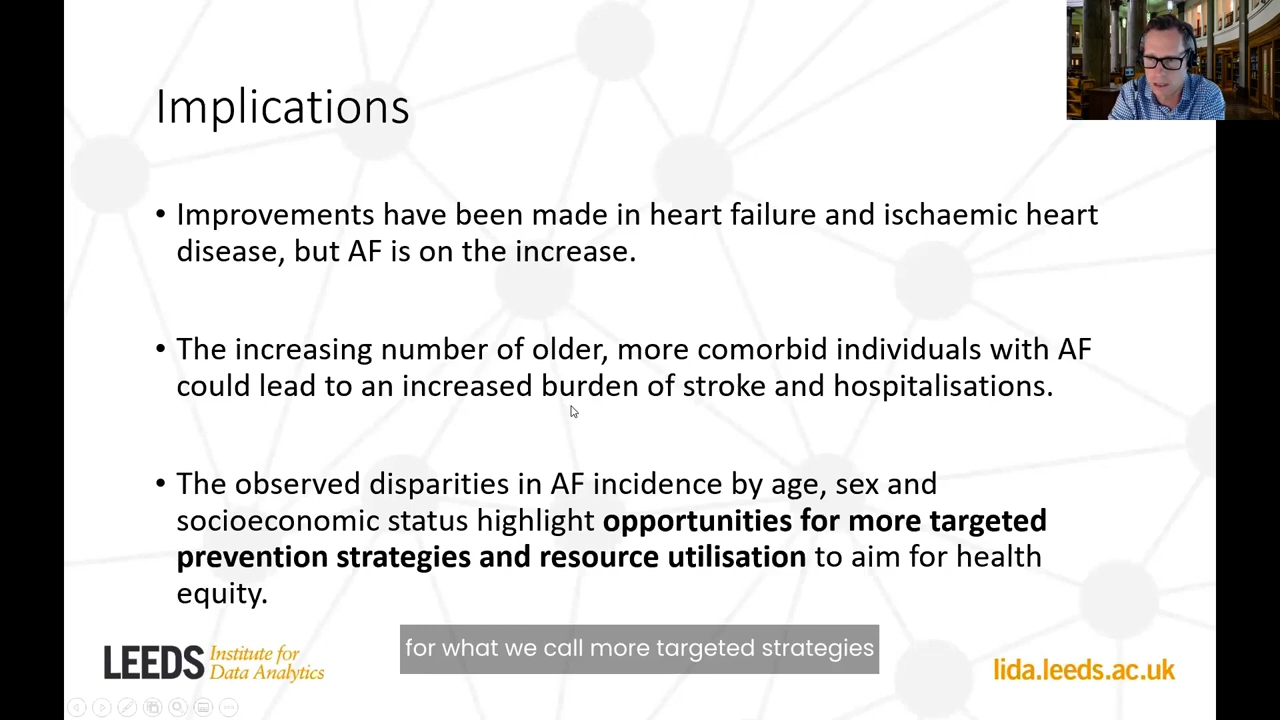 Implications
• Improvements have been made in heart failure and ischaemic heart
disease, but AF is on the increase.
• The increasing number of older, more comorbid individuals with AF
could lead to an increased burden of stroke and hospitalisations.
• The observed disparities in AF incidence by age, sex and
socioeconomic status highlight opportunities for more targeted
prevention strategies and resource utilisation to aim for health
equity.
for what we call more targeted strategies
LEEDS Institute for
Data Analytics
lida.leeds.ac.uk